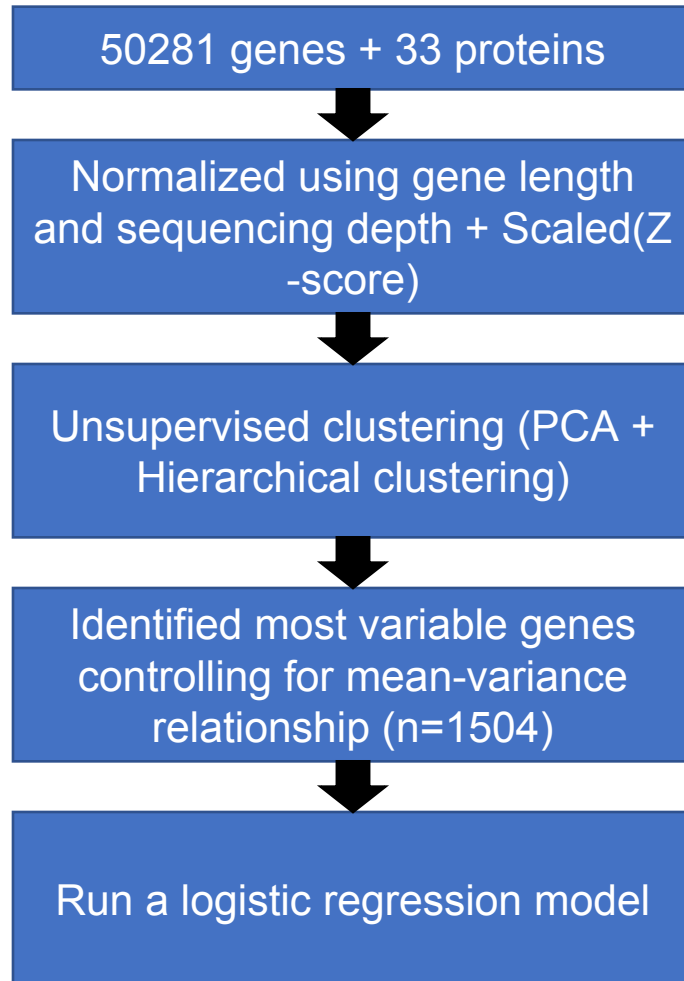 50281 genes + 33 proteins
Normalized using gene length
and sequencing depth + Scaled(Z
-score)
Unsupervised clustering (PCA +
Hierarchical clustering)
Identified most variable genes
controlling for mean-variance
relationship (n=1504)
Run a logistic regression model